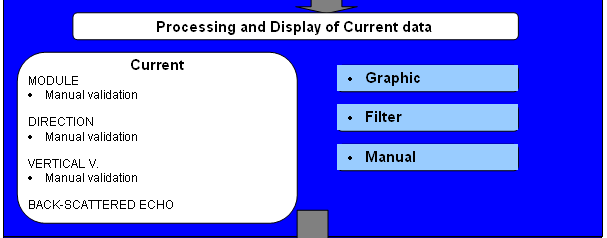 Processing and Display of Current data
Current
MODULE
• Manual validation
DIRECTION
• Manual validation
VERTICAL V.
• Manual validation
BACK-SCATTERED ECHO
• Graphic
• Filter
• Manual